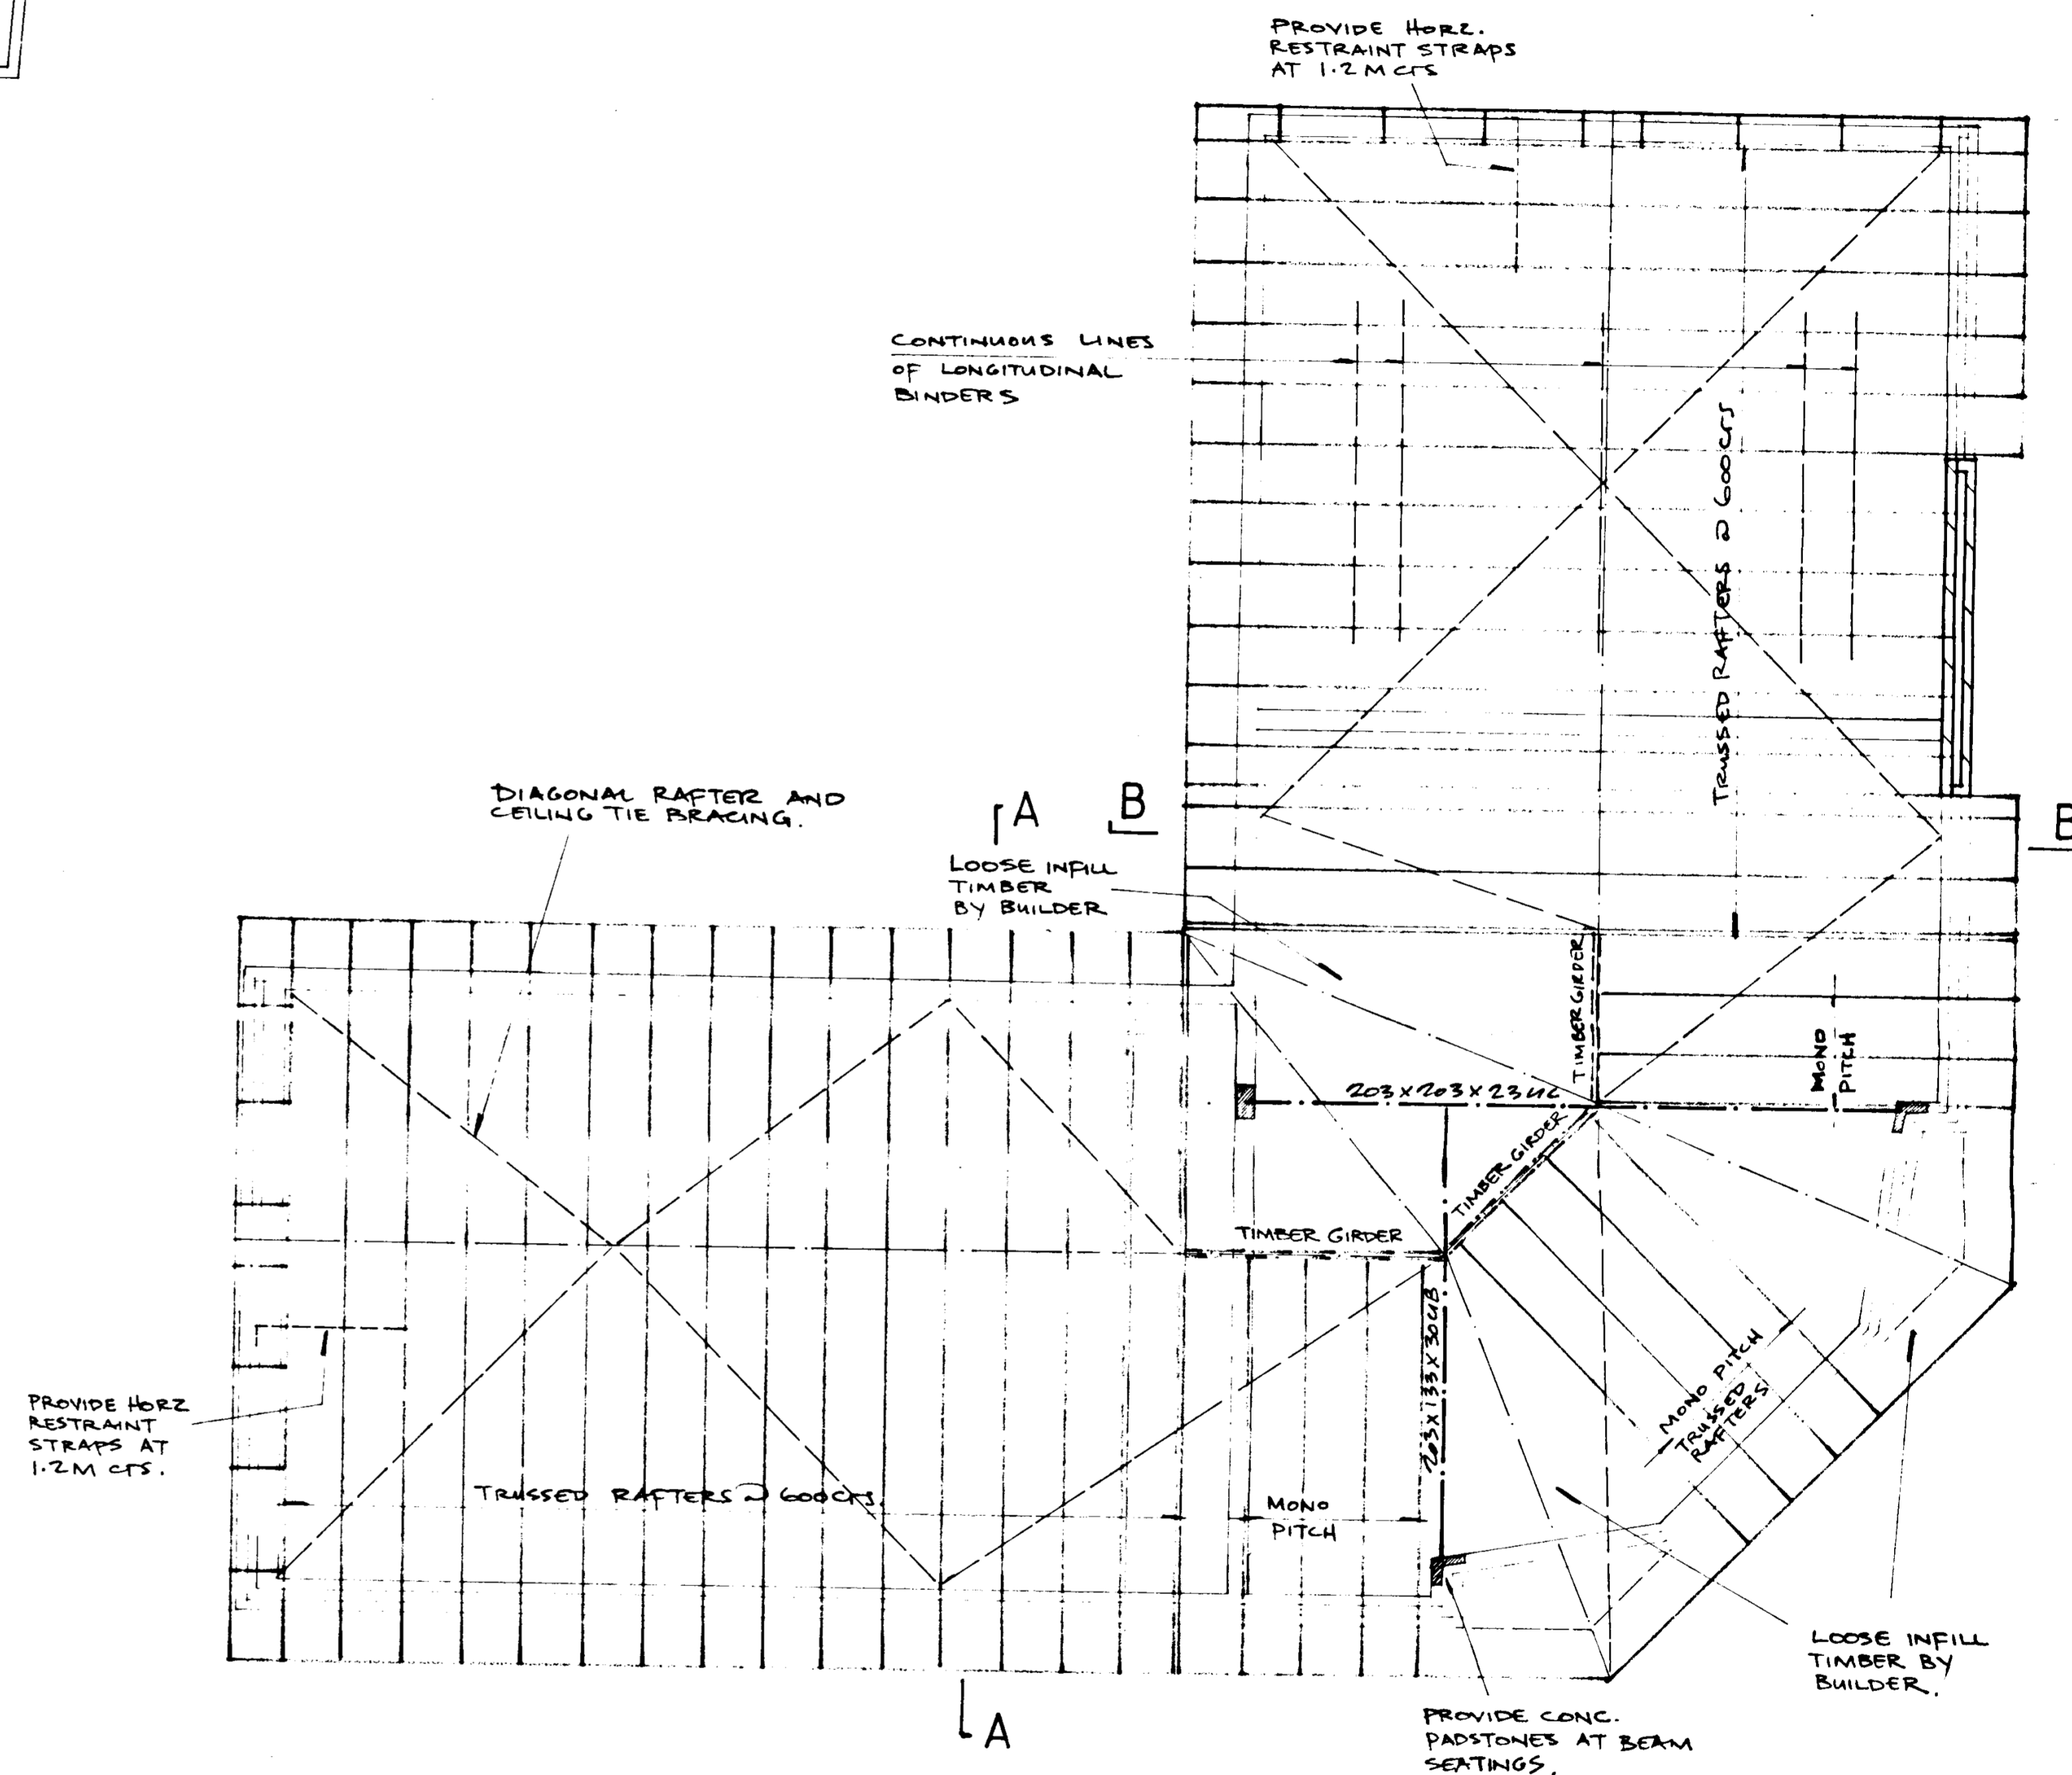 PROVIDE HORZ.
RESTRAINT STRAPS
AT 1.2 M CTS
CONTINUOUS LINES
OF LONGITUDINAL
BINDERS
TRUSSED RAFTERS @ 600 CTS
DIAGONAL RAFTER AND
CEILING TIE BRACING.
A
B
B
LOOSE INFILL
TIMBER
BY BUILDER
TIMBER GIRDER
MONO
PITCH
203 x 203 x 23 UC
TIMBER GIRDER
TIMBER GIRDER
203 x 133 x 30 UB
MONO PITCH
TRUSSED
RAFTERS
PROVIDE HORZ
RESTRAINT
STRAPS AT
1.2 M CTS.
TRUSSED RAFTERS @ 600 CTS.
MONO
PITCH
LOOSE INFILL
TIMBER BY
BUILDER.
A
PROVIDE CONC.
PADSTONES AT BEAM
SEATINGS.